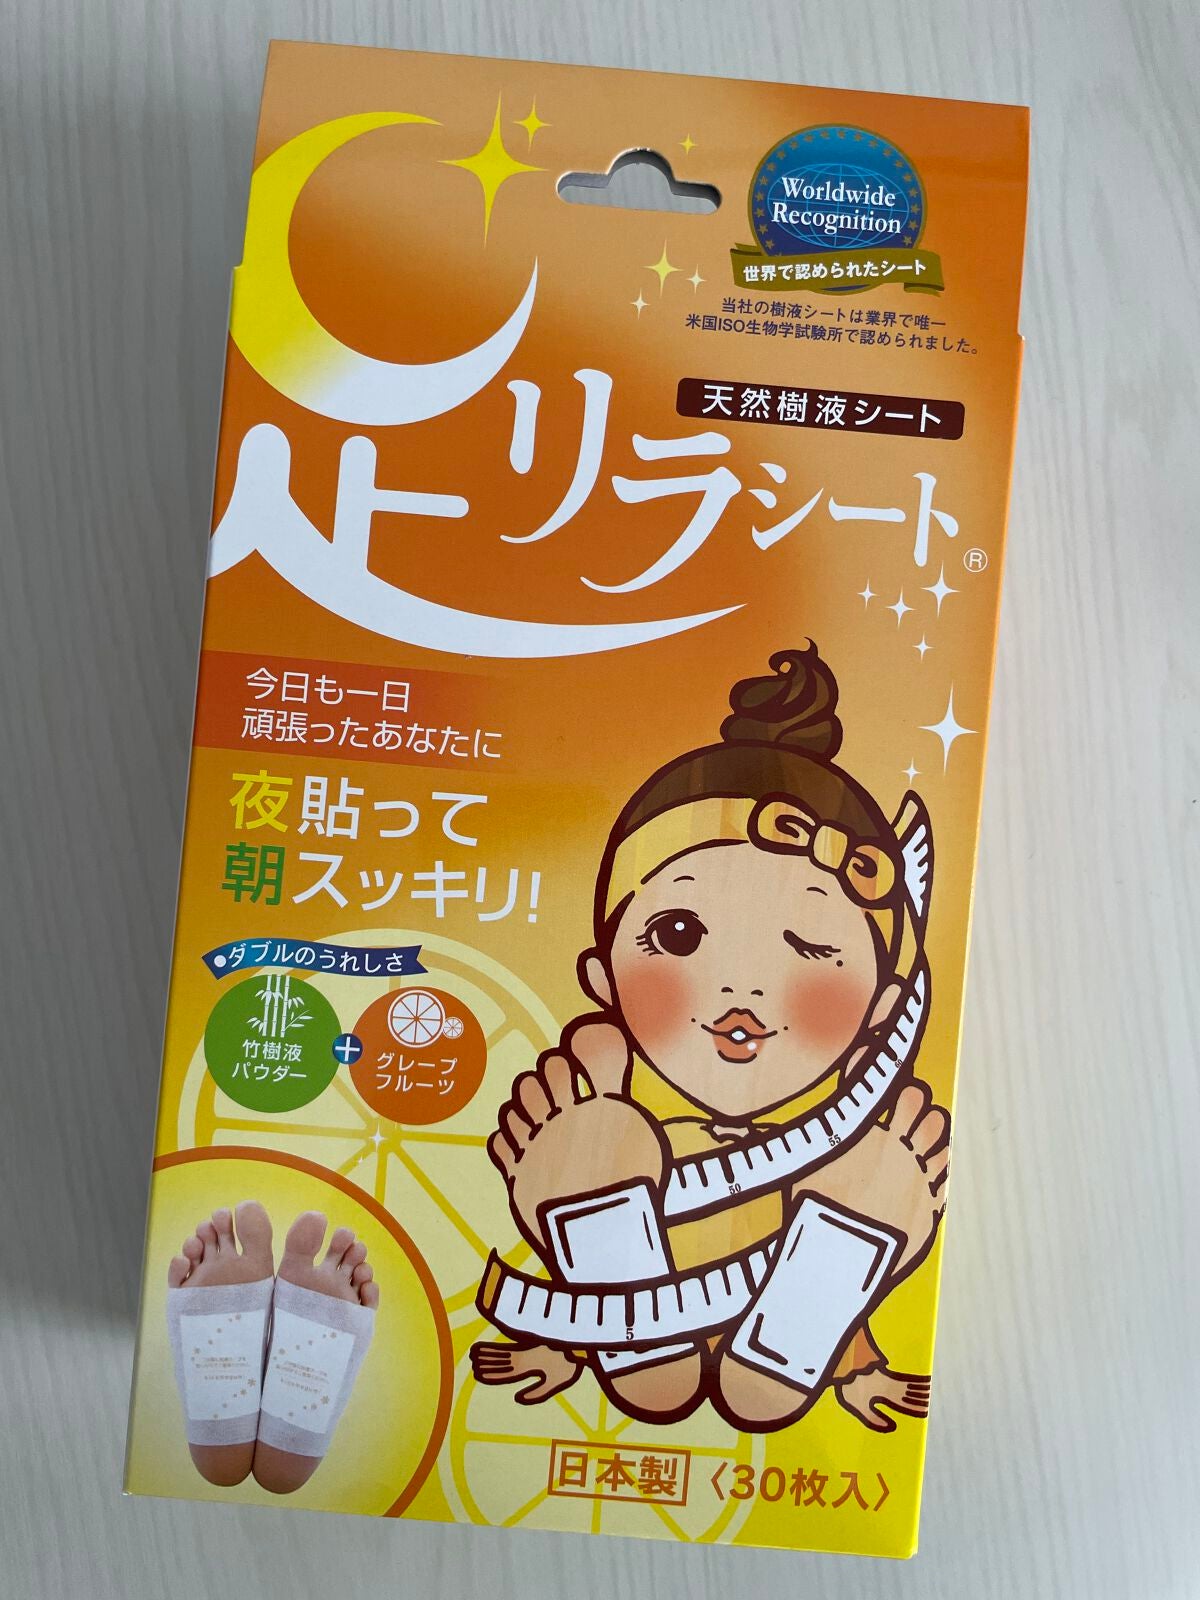 Worldwide
Recognition
世界で認められたシート
当社の樹液シートは業界で唯一
米国ISO生物学試験所で認められました。
天然樹液シート
足リラシート®
今日も一日
頑張ったあなたに
夜貼って
朝スッキリ!
●ダブルのうれしさ
竹樹液
パウダー
+
グレープ
フルーツ
60
55
50
5
日本製 〈30枚入〉